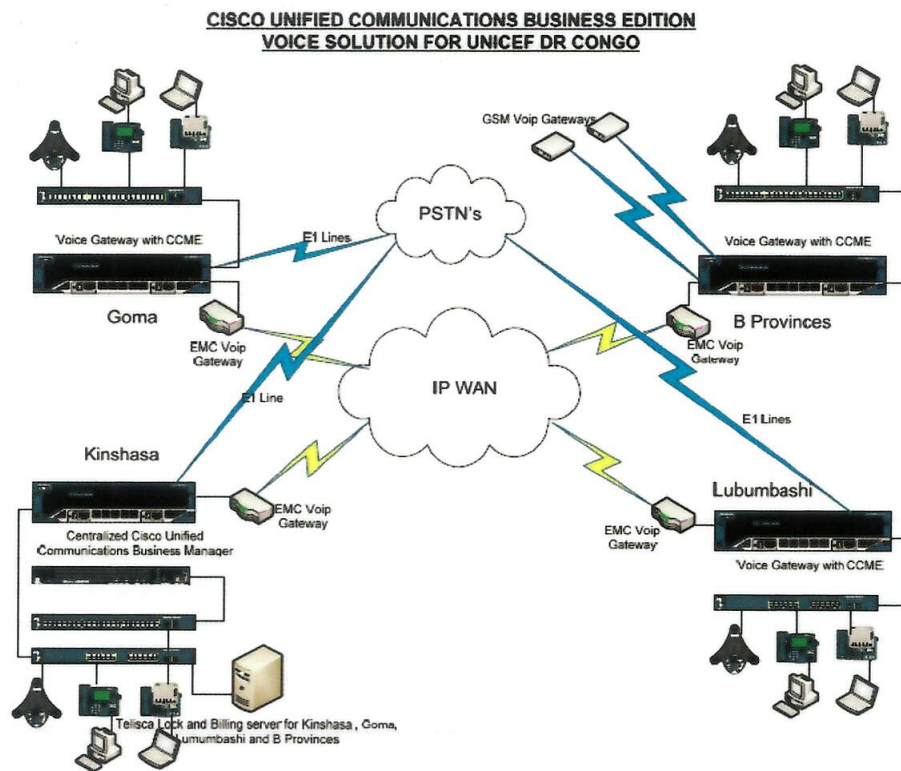 CISCO UNIFIED COMMUNICATIONS BUSINESS EDITION
VOICE SOLUTION FOR UNICEF DR CONGO
GSM Voip Gateways
PSTN's
E1 Lines
Voice Gateway with CCME
Goma
EMC Voip
Gateway
Voice Gateway with CCME
B Provinces
EMC Voip
Gateway
IP WAN
E1 Line
E1 Lines
Kinshasa
EMC Voip
Gateway
Centralized Cisco Unified
Communications Business Manager
Lubumbashi
EMC Voip
Gateway
Voice Gateway with CCME
Telisca Lock and Billing server for Kinshasa , Goma,
Lumumbashi and B Provinces